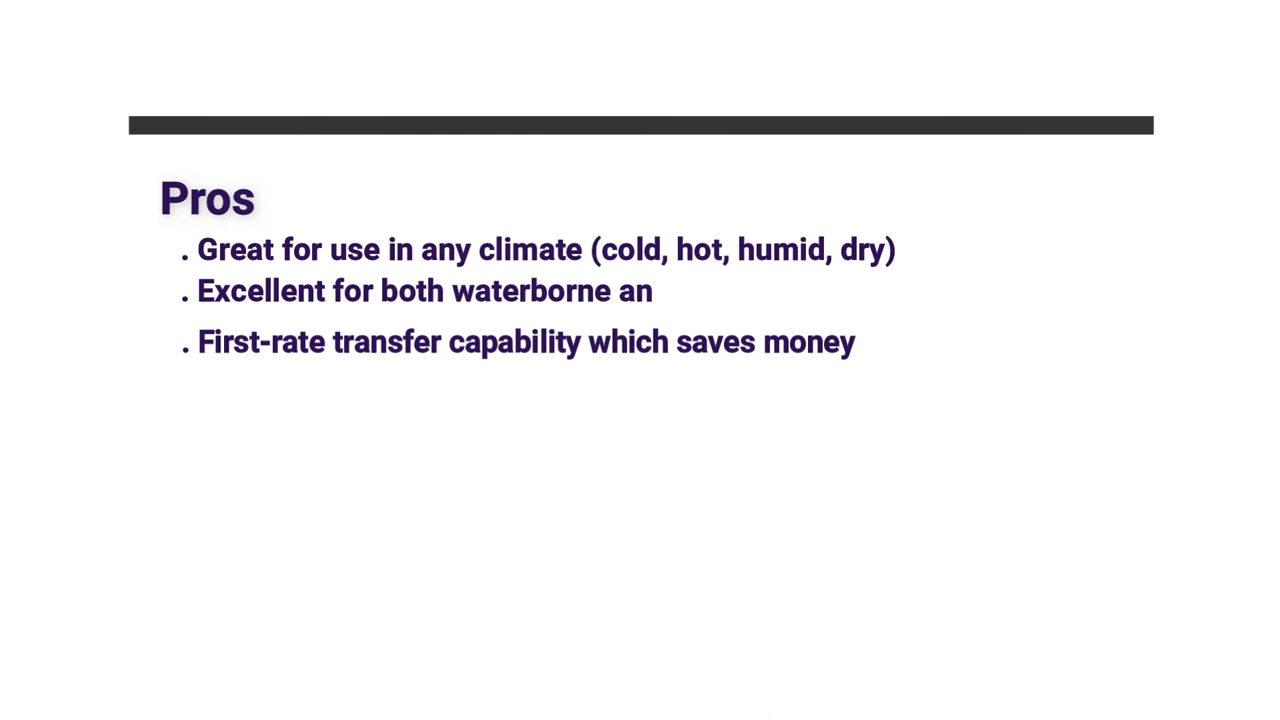 Pros
. Great for use in any climate (cold, hot, humid, dry)
. Excellent for both waterborne an
. First-rate transfer capability which saves money